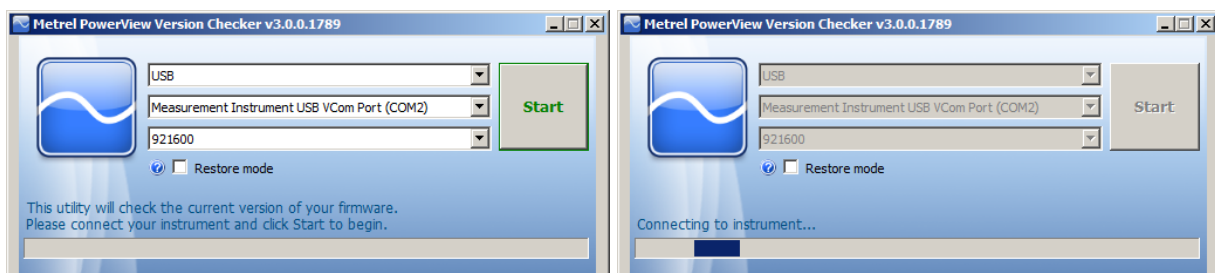 Metrel PowerView Version Checker v3.0.0.1789
USB
Measurement Instrument USB VCom Port (COM2)
921600
Start
Restore mode
This utility will check the current version of your firmware.
Please connect your instrument and click Start to begin.
Metrel PowerView Version Checker v3.0.0.1789
USB
Measurement Instrument USB VCom Port (COM2)
921600
Start
Restore mode
Connecting to instrument...